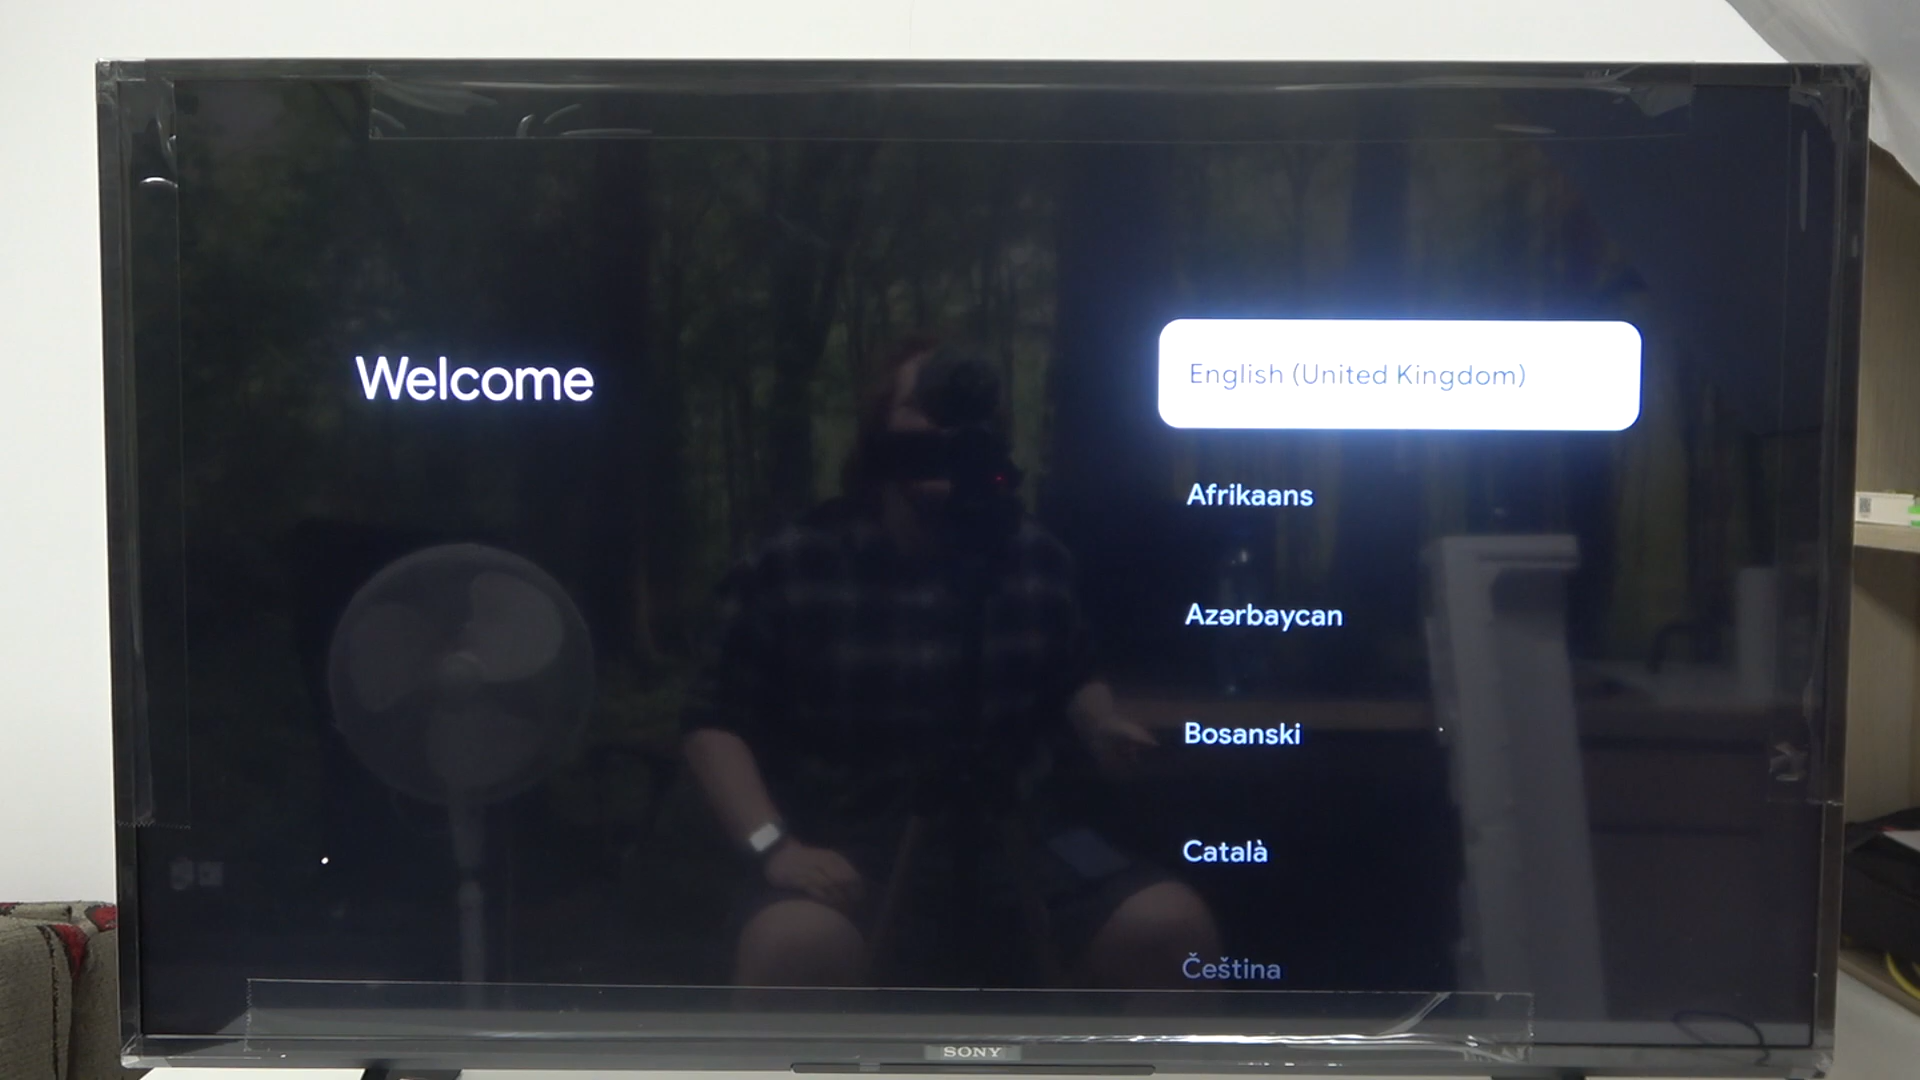 Welcome
English (United Kingdom)
Afrikaans
Azərbaycan
Bosanski
Català
Čeština
SONY